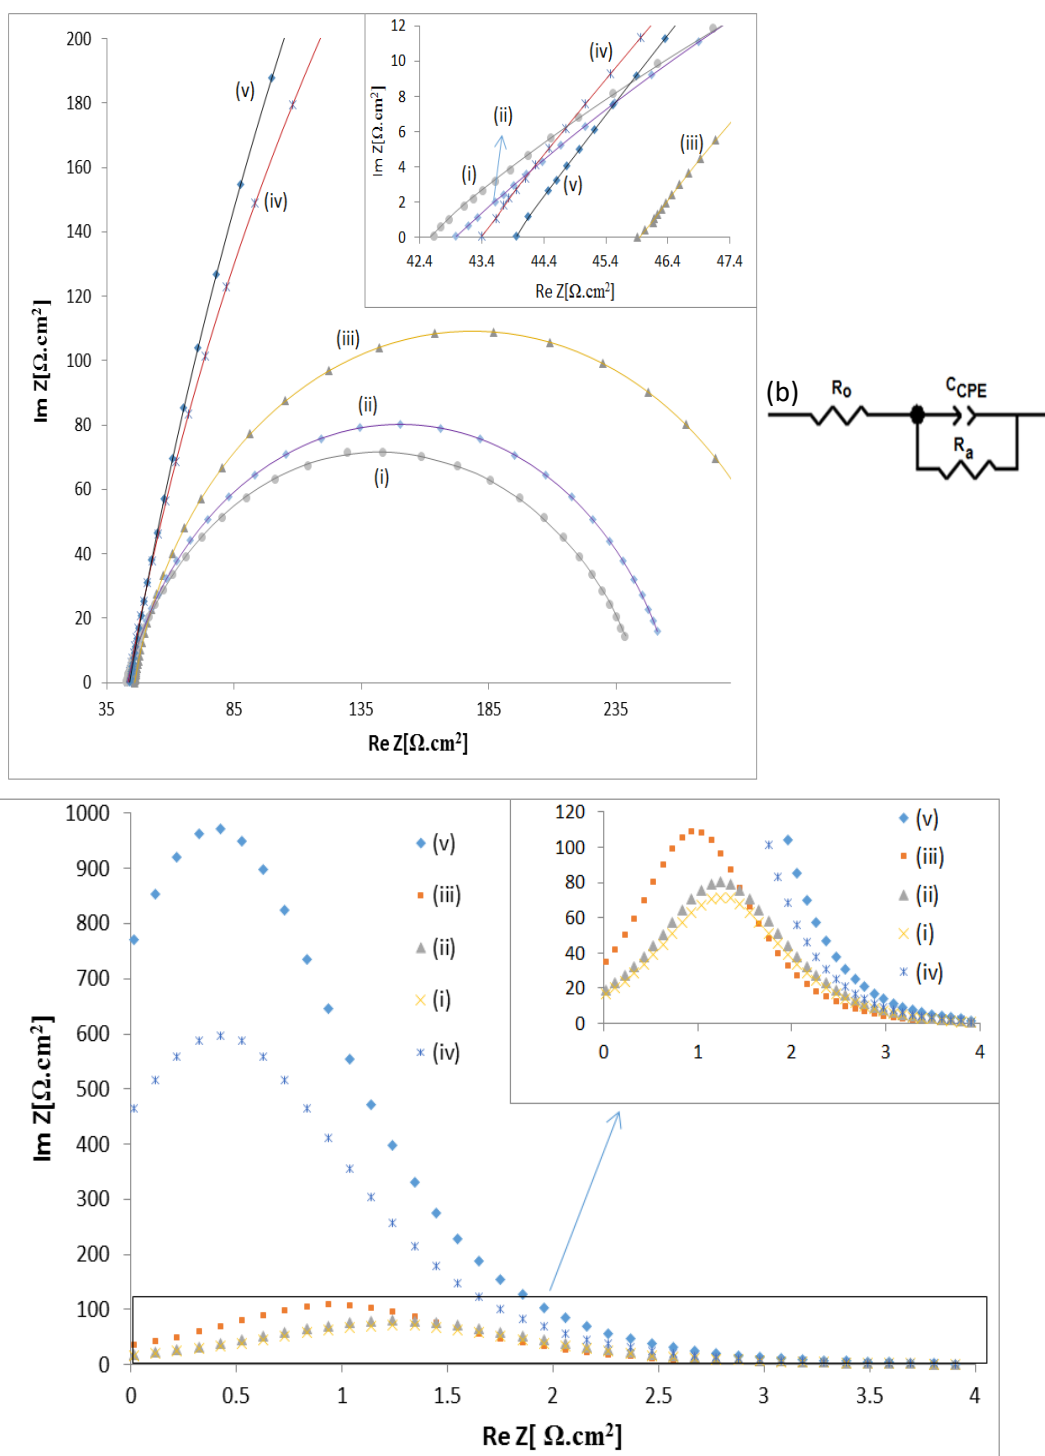 200
180
160
140
120
100
80
60
40
20
0
35
85
135
185
235
Im Z[Ω.cm²]
Re Z[Ω.cm²]
(v)
(iv)
(iii)
(ii)
(i)
12
10
8
6
4
2
0
42.4
43.4
44.4
45.4
46.4
47.4
Im Z[Ω.cm²]
Re Z[Ω.cm²]
(iv)
(ii)
(iii)
(i)
(v)
(b)
Ro
CCPE
Ra
1000
900
800
700
600
500
400
300
200
100
0
0
0.5
1
1.5
2
2.5
3
3.5
4
Im Z[Ω.cm²]
Re Z[ Ω.cm²]
(v)
(iii)
(ii)
(i)
(iv)
120
100
80
60
40
20
0
0
1
2
3
4
(v)
(iii)
(ii)
(i)
(iv)